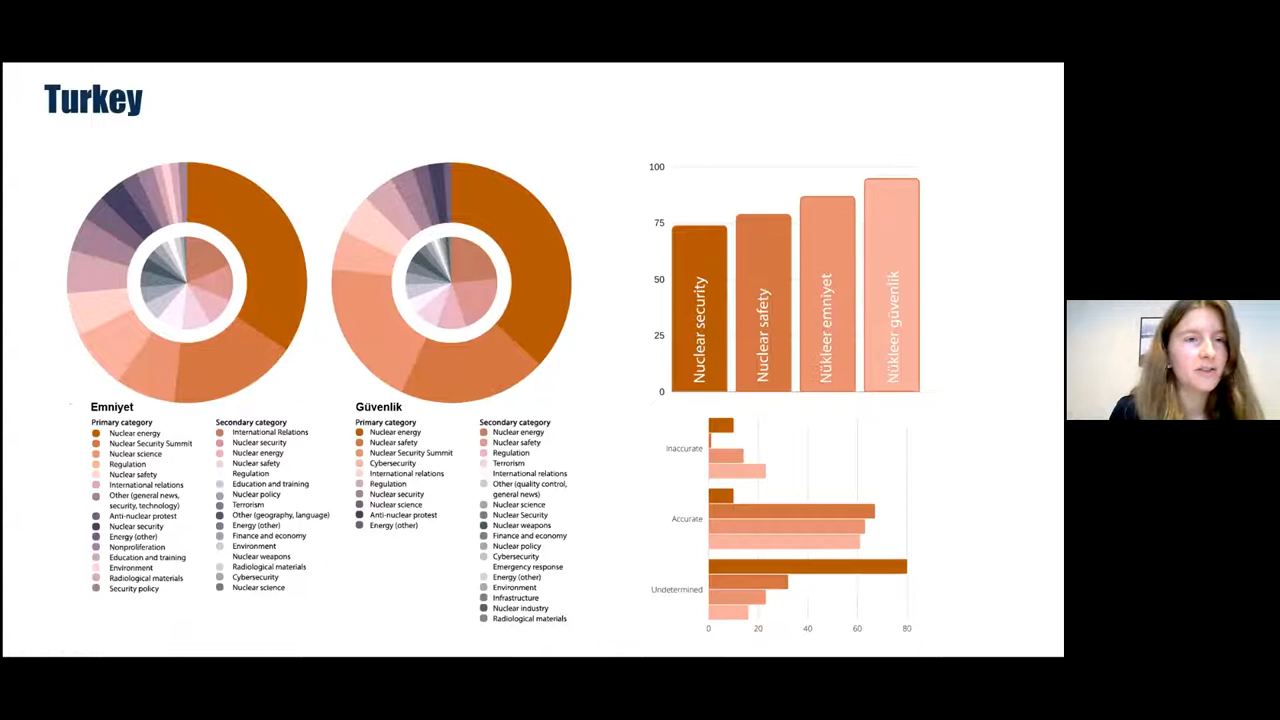 Turkey
Emniyet
Primary category
Nuclear energy
Nuclear Security Summit
Nuclear science
Regulation
Nuclear safety
International relations
Other (general news,
security, technology)
Anti-nuclear protest
Nuclear security
Energy (other)
Nonproliferation
Education and training
Environment
Radiological materials
Security policy
Secondary category
International Relations
Nuclear security
Nuclear energy
Nuclear safety
Regulation
Education and training
Nuclear policy
Terrorism
Other (geography, language)
Energy (other)
Finance and economy
Environment
Nuclear weapons
Radiological materials
Cybersecurity
Nuclear science
Güvenlik
Primary category
Nuclear energy
Nuclear safety
Nuclear Security Summit
Cybersecurity
International relations
Regulation
Nuclear security
Nuclear science
Anti-nuclear protest
Energy (other)
Secondary category
Nuclear energy
Nuclear safety
Regulation
Terrorism
International relations
Other (quality control,
general news)
Nuclear science
Nuclear Security
Nuclear weapons
Finance and economy
Nuclear policy
Cybersecurity
Emergency response
Energy (other)
Environment
Infrastructure
Nuclear industry
Radiological materials
100
75
50
25
0
Nuclear security
Nuclear safety
Nükleer emniyet
Nükleer güvenlik
Inaccurate
Accurate
Undetermined
0 20 40 60 80